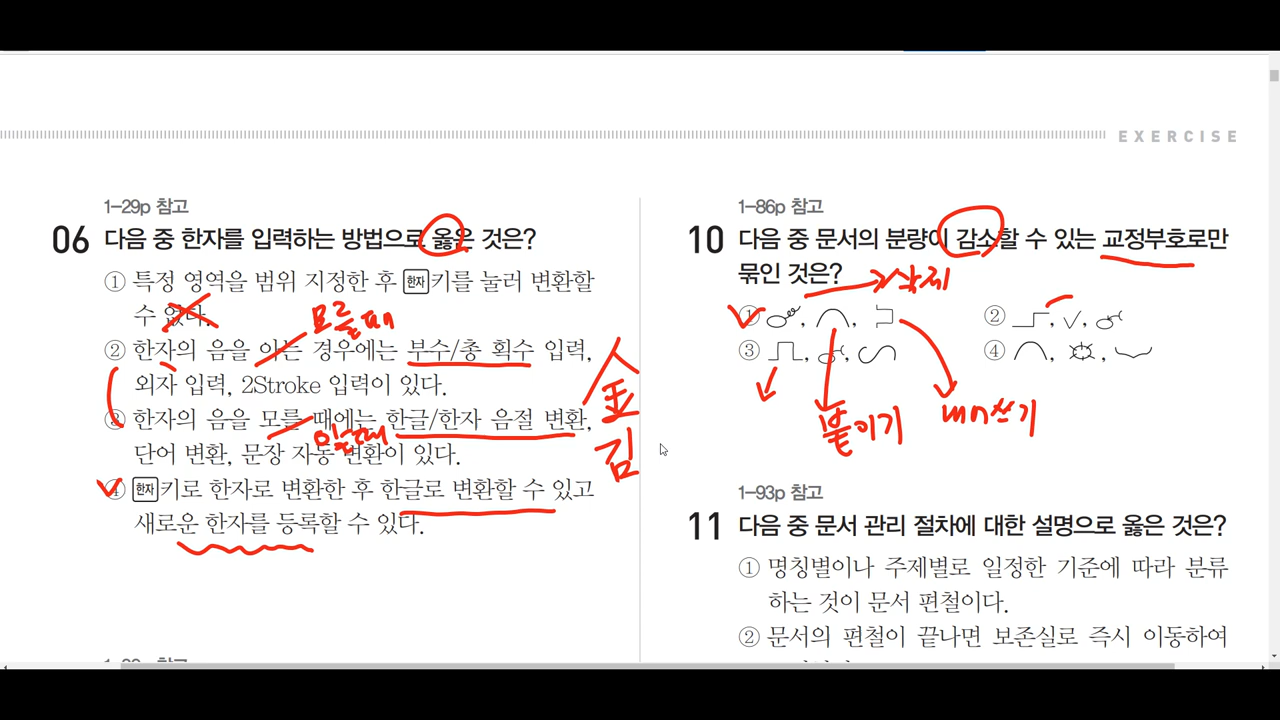 EXERCISE
1-29p 참고
06 다음 중 한자를 입력하는 방법으로 옳은 것은?
① 특정 영역을 범위 지정한 후 한자 키를 눌러 변환할
수 없다.
모를때
② 한자의 음을 아는 경우에는 부수/총 획수 입력,
외자 입력, 2Stroke 입력이 있다.
③ 한자의 음을 모를 때에는 한글/한자 음절 변환,
단어 변환, 문장 자동 변환이 있다.
金
김
④ 한자 키로 한자로 변환한 후 한글로 변환할 수 있고
새로운 한자를 등록할 수 있다.
1-86p 참고
10 다음 중 문서의 분량이 감소할 수 있는 교정부호로만
묶인 것은?
삭제
①
②
③
④
붙이기
내어쓰기
1-93p 참고
11 다음 중 문서 관리 절차에 대한 설명으로 옳은 것은?
① 명칭별이나 주제별로 일정한 기준에 따라 분류
하는 것이 문서 편철이다.
② 문서의 편철이 끝나면 보존실로 즉시 이동하여